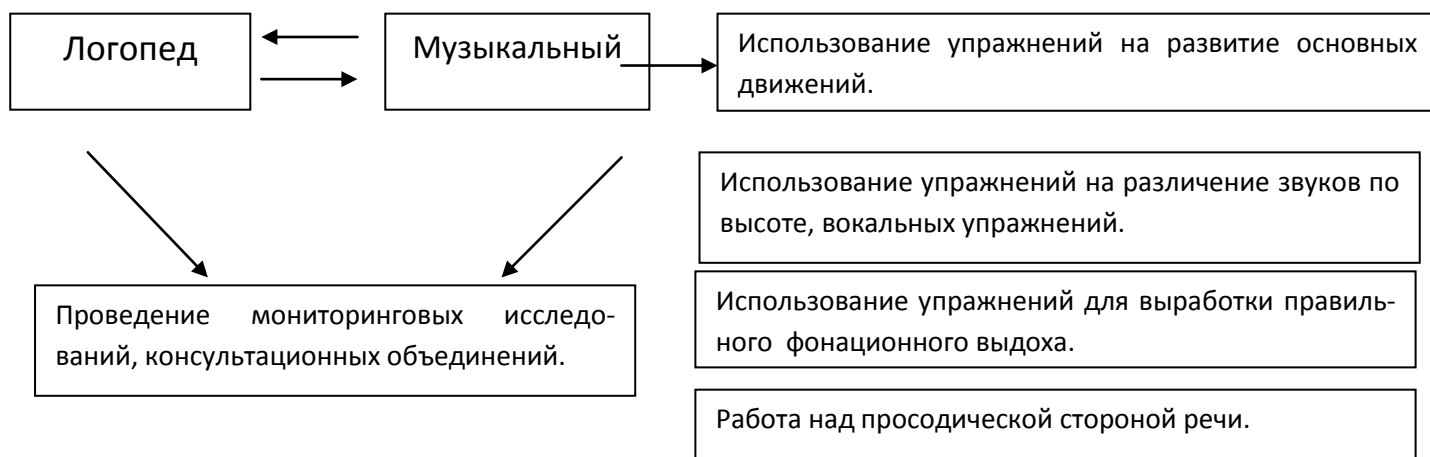 Логопед
Музыкальный
Использование упражнений на развитие основных
движений.
Использование упражнений на различение звуков по
высоте, вокальных упражнений.
Проведение мониторинговых исследо-
ваний, консультационных объединений.
Использование упражнений для выработки правиль-
ного фонационного выдоха.
Работа над просодической стороной речи.